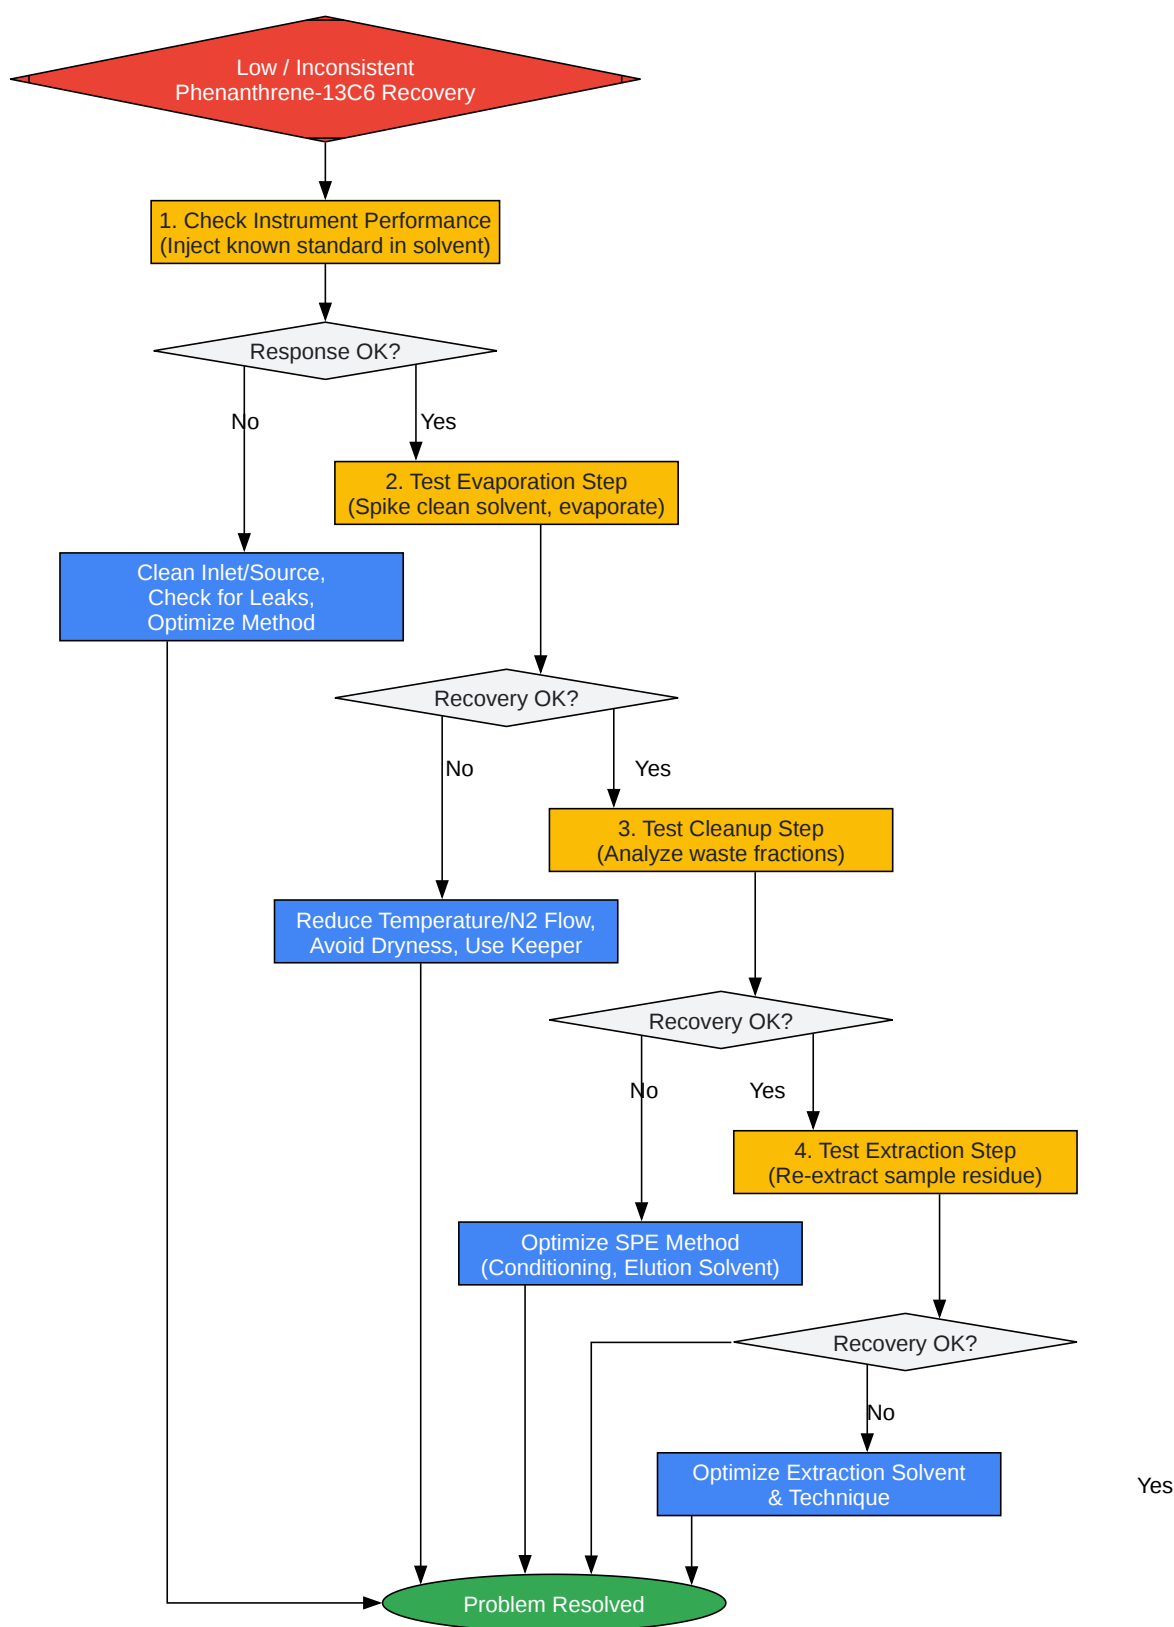 Low / Inconsistent
Phenanthrene-13C6 Recovery
1. Check Instrument Performance
(Inject known standard in solvent)
Response OK?
No
Yes
2. Test Evaporation Step
(Spike clean solvent, evaporate)
Clean Inlet/Source,
Check for Leaks,
Optimize Method
Recovery OK?
No
Yes
3. Test Cleanup Step
(Analyze waste fractions)
Reduce Temperature/N2 Flow,
Avoid Dryness, Use Keeper
Recovery OK?
No
Yes
4. Test Extraction Step
(Re-extract sample residue)
Optimize SPE Method
(Conditioning, Elution Solvent)
Recovery OK?
No
Optimize Extraction Solvent
& Technique
Yes
Problem Resolved